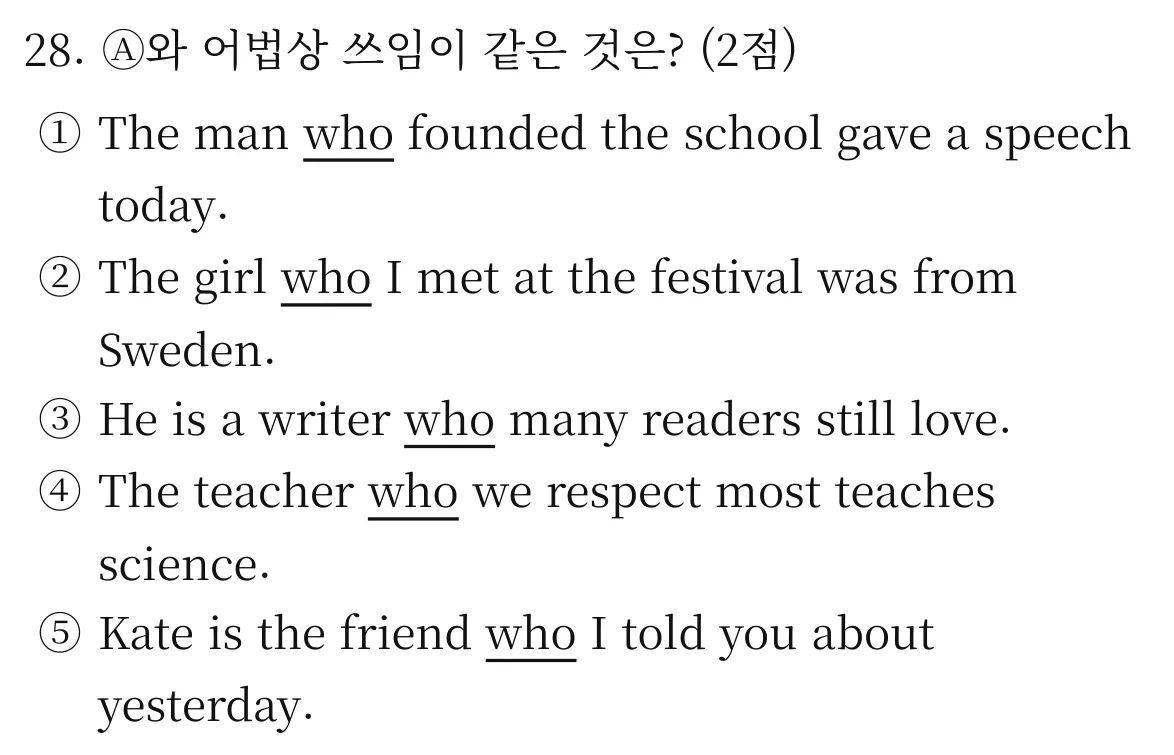 28. Ⓐ와 어법상 쓰임이 같은 것은? (2점)
① The man who founded the school gave a speech
today.
② The girl who I met at the festival was from
Sweden.
③ He is a writer who many readers still love.
④ The teacher who we respect most teaches
science.
⑤ Kate is the friend who I told you about
yesterday.